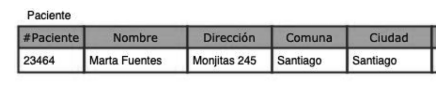 Paciente
#Paciente Nombre Dirección Comuna Ciudad
23464 Marta Fuentes Monjitas 245 Santiago Santiago